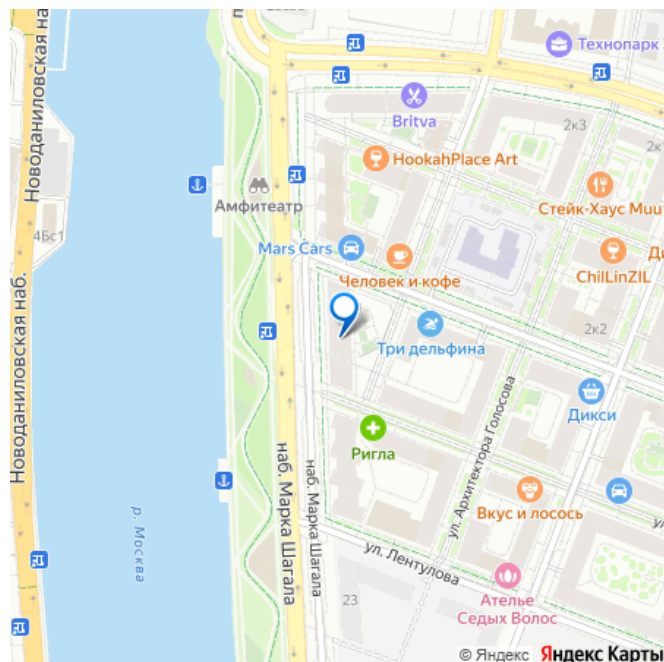 Новоданиловская на
Технопарк
Britva
2к3
HookahPlace Art
Стейк-Хаус Muu
Амфитеатр
4Бс1
Mars Cars
Человек и кофе
ChillinZIL
Новоданиловская наб.
Три дельфина
2к2
Дикси
ул. Архитектора Голосова
Ригла
наб. Марка Шагала
наб. Марка Шагала
Вкус и лосось
р. Москва
ул. Лентулова
Ателье
Седых Волос
23
© Яндекс Яндекс Карты